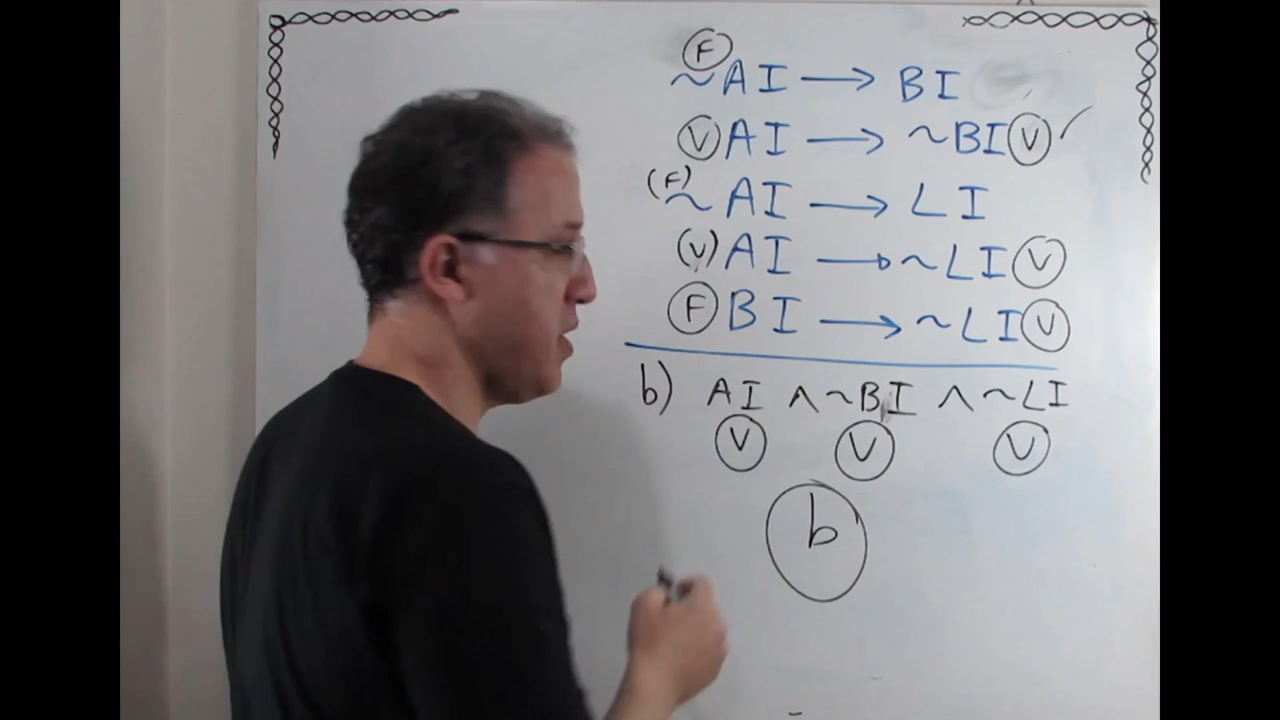 (F)
~AI → BI
(V) AI → ~BI (V) ✓
(F)
~AI → LI
(V) AI → ~LI (V)
(F) BI → ~LI (V)
b) AI ∧ ~BI ∧ ~LI
(V) (V) (V)
b